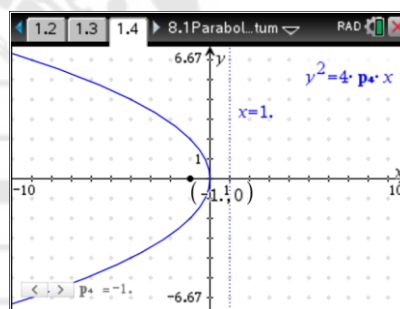 1.2 1.3 1.4 8.1Parabol...tum RAD
6.67 y
y²=4· p₄· x
x=1.
1
x
-10 (-1.,0) 1 10
p₄ =-1.
-6.67